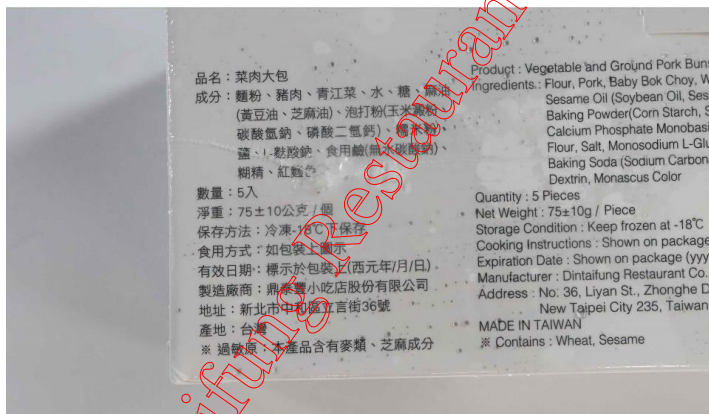 品名：菜肉大包
成分：麵粉、豬肉、青江菜、水、糖、麻油
(黃豆油、芝麻油)、泡打粉(玉米澱粉、
碳酸氫鈉、磷酸二氫鈣)、糯米粉、
鹽、L-麩酸鈉、食用鹼(無水碳酸鈉)、
糊精、紅麴色
數量：5入
淨重：75±10公克 / 個
保存方法：冷凍-18℃下保存
食用方式：如包裝上圖示
有效日期：標示於包裝上(西元年/月/日)
製造廠商：鼎泰豐小吃店股份有限公司
地址：新北市中和區立言街36號
產地：台灣
※ 過敏原：本產品含有麥類、芝麻成分
Product : Vegetable and Ground Pork Buns
Ingredients.: Flour, Pork, Baby Bok Choy, W
Sesame Oil (Soybean Oil, Ses
Baking Powder(Corn Starch, S
Calcium Phosphate Monobasi
Flour, Salt, Monosodium L-Glu
Baking Soda (Sodium Carbona
Dextrin, Monascus Color
Quantity : 5 Pieces
Net Weight : 75±10g / Piece
Storage Condition : Keep frozen at -18℃
Cooking Instructions : Shown on package
Expiration Date : Shown on package (yyy
Manufacturer : Dintaifung Restaurant Co.
Address : No. 36, Liyan St., Zhonghe D
New Taipei City 235, Taiwan
MADE IN TAIWAN
※ Contains : Wheat, Sesame
aifung Restauran